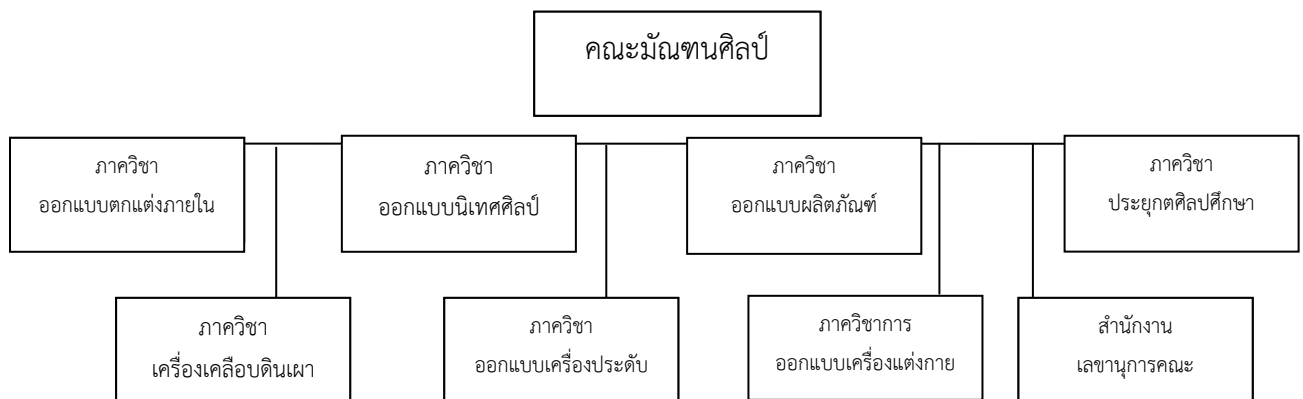 คณะมัณฑนศิลป์
ภาควิชา
ออกแบบตกแต่งภายใน
ภาควิชา
ออกแบบนิเทศศิลป์
ภาควิชา
ออกแบบผลิตภัณฑ์
ภาควิชา
ประยุกตศิลปศึกษา
ภาควิชา
เครื่องเคลือบดินเผา
ภาควิชา
ออกแบบเครื่องประดับ
ภาควิชาการ
ออกแบบเครื่องแต่งกาย
สำนักงาน
เลขานุการคณะ